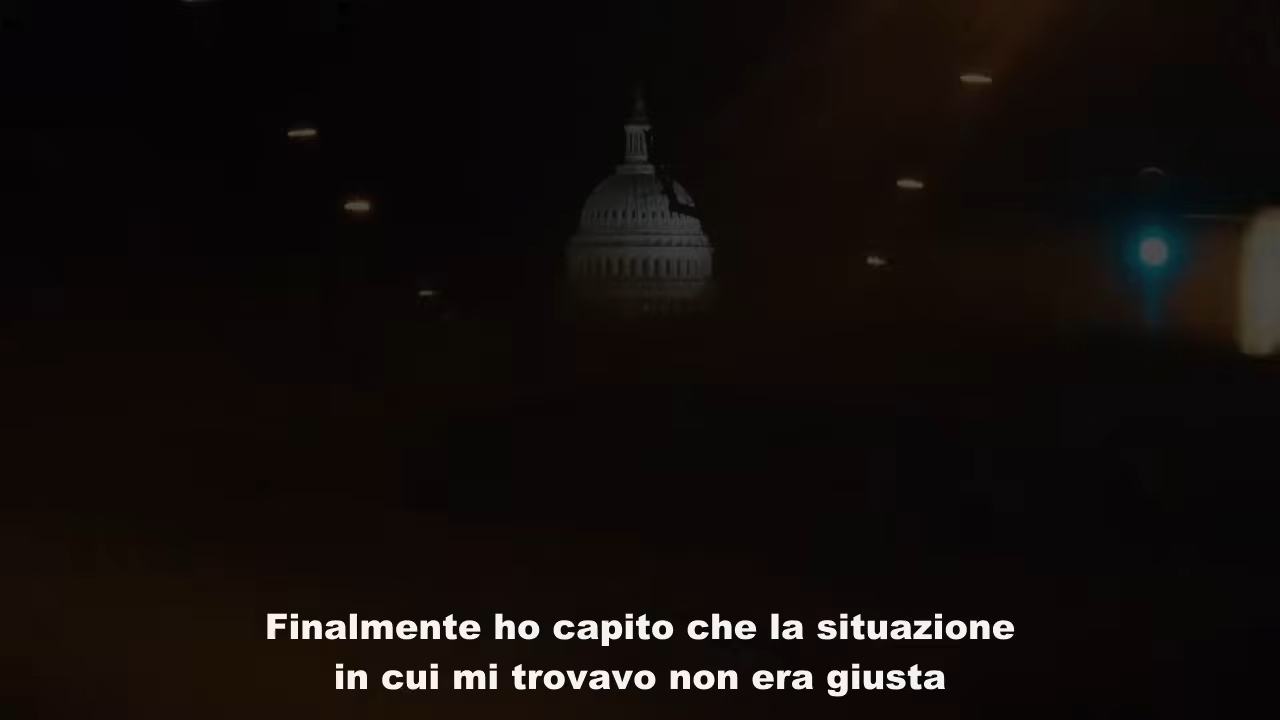 Finalmente ho capito che la situazione
in cui mi trovavo non era giusta